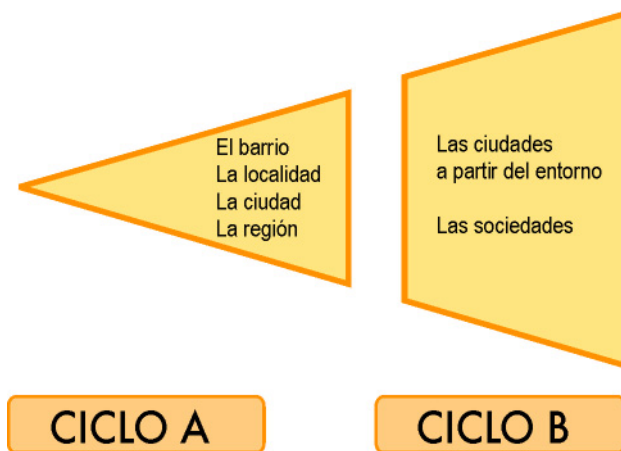 El barrio
La localidad
La ciudad
La región
Las ciudades
a partir del entorno
Las sociedades
CICLO A
CICLO B